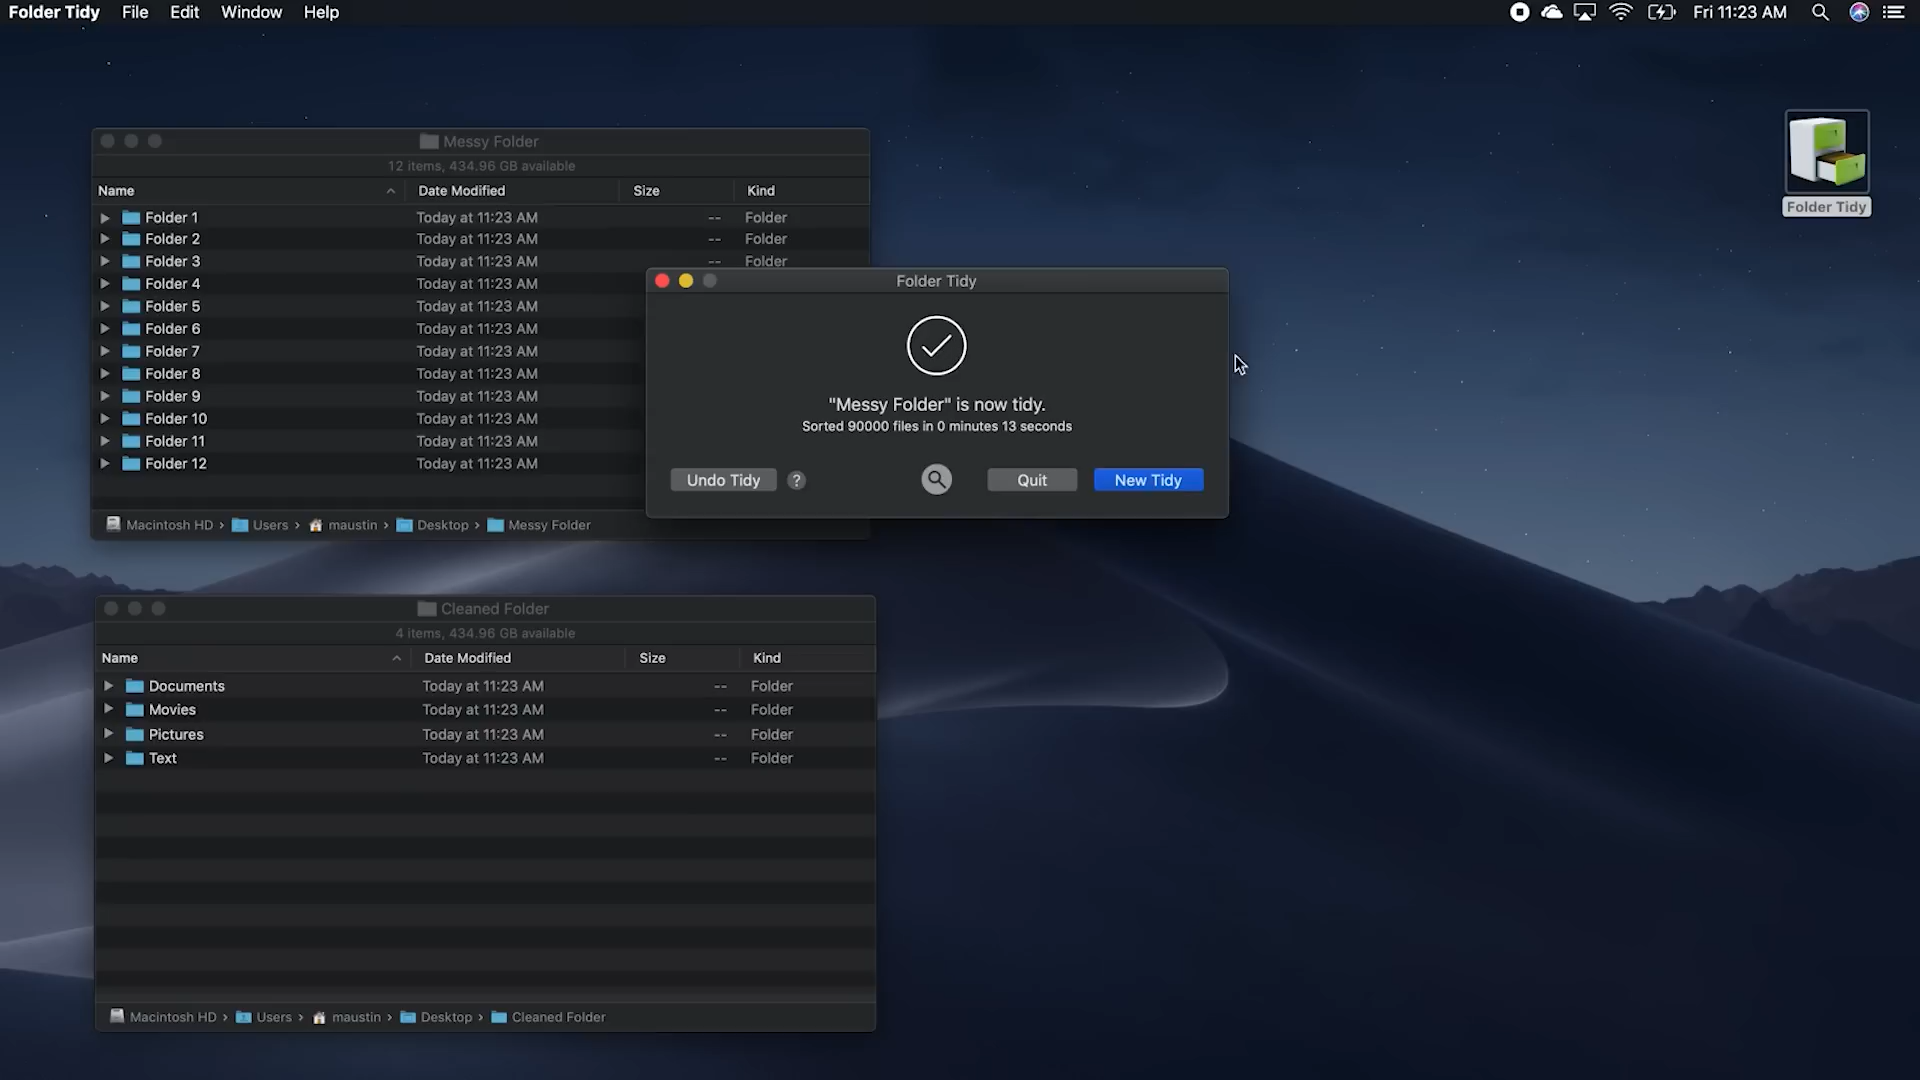 Folder Tidy File Edit Window Help Fri 11:23 AM
Messy Folder
12 items, 434.96 GB available
Name Date Modified Size Kind
Folder 1 Today at 11:23 AM -- Folder
Folder 2 Today at 11:23 AM -- Folder
Folder 3 Today at 11:23 AM -- Folder
Folder 4 Today at 11:23 AM
Folder 5 Today at 11:23 AM
Folder 6 Today at 11:23 AM
Folder 7 Today at 11:23 AM
Folder 8 Today at 11:23 AM
Folder 9 Today at 11:23 AM
Folder 10 Today at 11:23 AM
Folder 11 Today at 11:23 AM
Folder 12 Today at 11:23 AM
Macintosh HD › Users › maustin › Desktop › Messy Folder
Folder Tidy
"Messy Folder" is now tidy.
Sorted 90000 files in 0 minutes 13 seconds
Undo Tidy ? Quit New Tidy
Folder Tidy
Cleaned Folder
4 items, 434.96 GB available
Name Date Modified Size Kind
Documents Today at 11:23 AM -- Folder
Movies Today at 11:23 AM -- Folder
Pictures Today at 11:23 AM -- Folder
Text Today at 11:23 AM -- Folder
Macintosh HD › Users › maustin › Desktop › Cleaned Folder